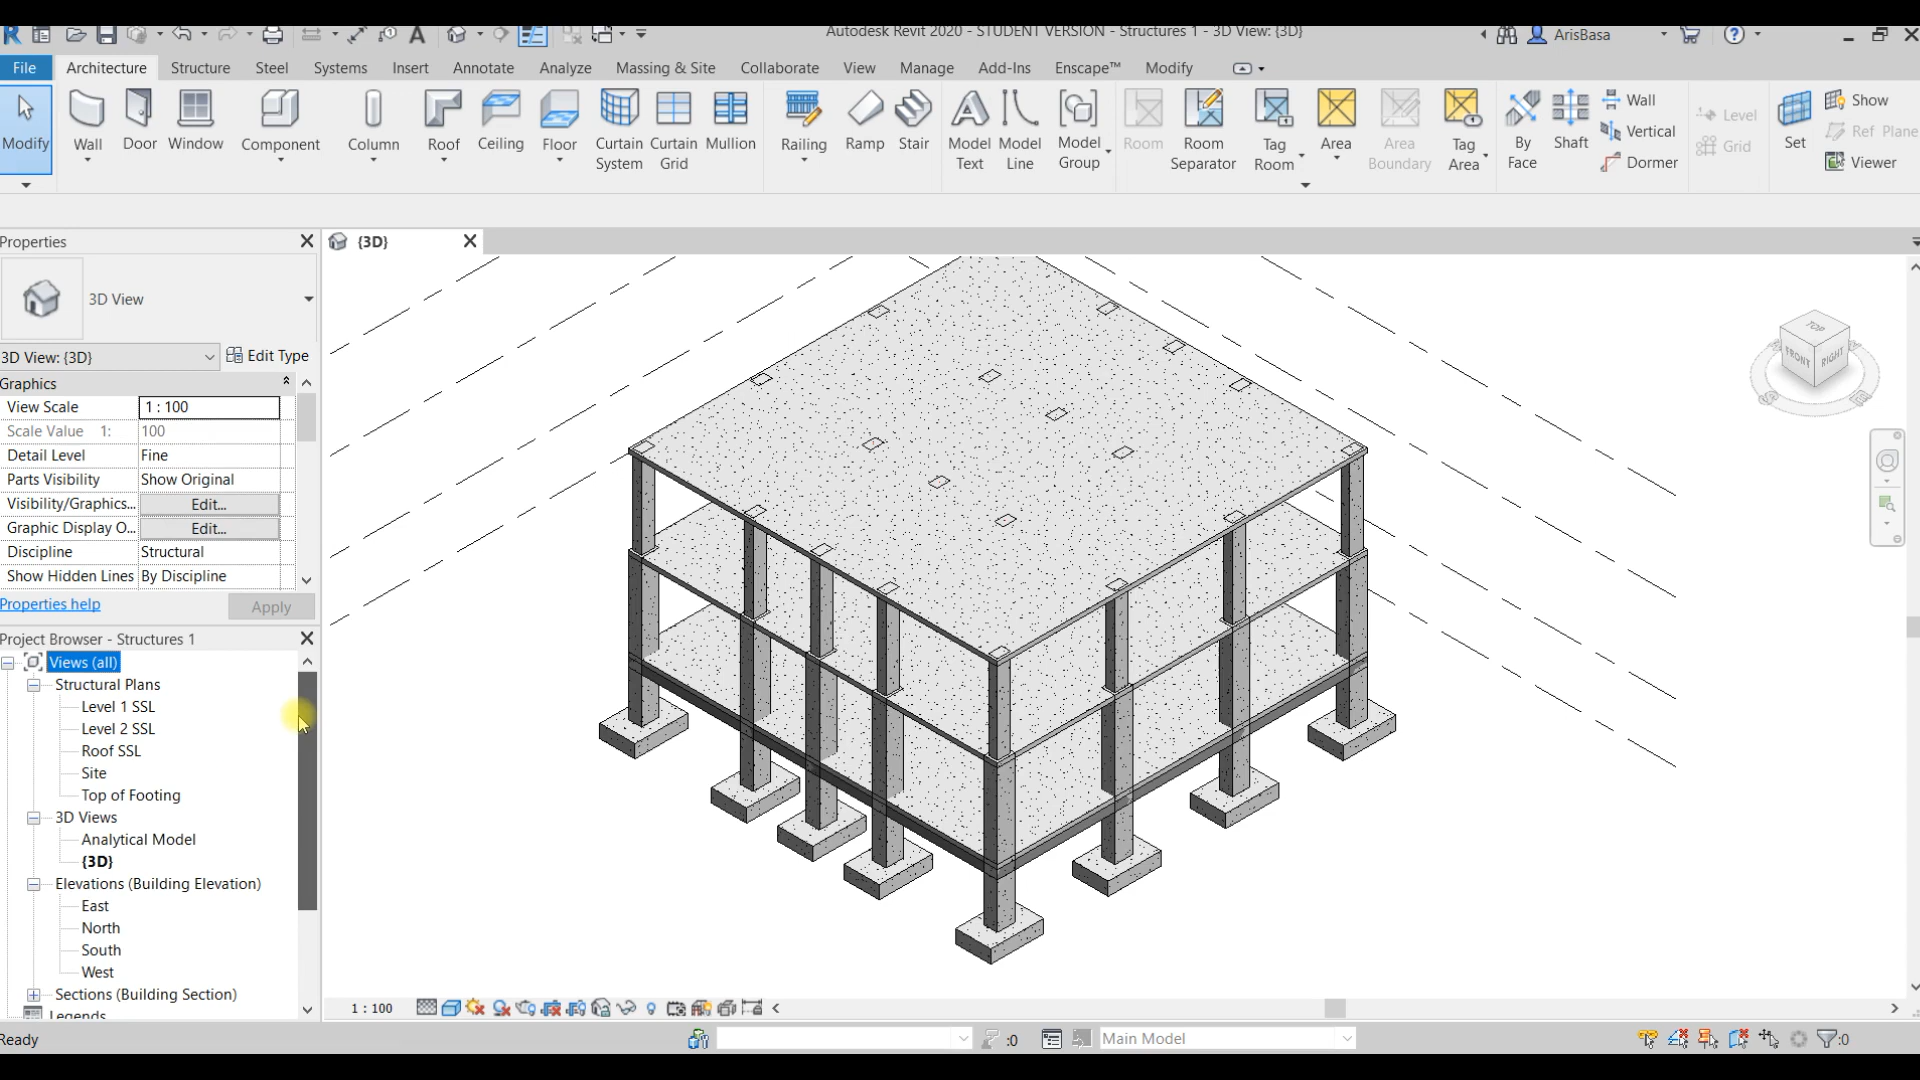 Autodesk Revit 2020 - STUDENT VERSION - Structures 1 - 3D View: {3D}
ArisBasa
File Architecture Structure Steel Systems Insert Annotate Analyze Massing & Site Collaborate View Manage Add-Ins Enscape™ Modify
Modify Wall Door Window Component Column Roof Ceiling Floor Curtain System Curtain Grid Mullion Railing Ramp Stair Model Text Model Line Model Group Room Room Separator Tag Room Area Area Boundary Tag Area By Face Shaft Wall Vertical Dormer Level Grid Set Show Ref Plane Viewer
Properties
{3D}
3D View
3D View: {3D}
Edit Type
Graphics
View Scale 1 : 100
Scale Value 1: 100
Detail Level Fine
Parts Visibility Show Original
Visibility/Graphics... Edit...
Graphic Display O... Edit...
Discipline Structural
Show Hidden Lines By Discipline
Properties help Apply
Project Browser - Structures 1
Views (all)
Structural Plans
Level 1 SSL
Level 2 SSL
Roof SSL
Site
Top of Footing
3D Views
Analytical Model
{3D}
Elevations (Building Elevation)
East
North
South
West
Sections (Building Section)
Legends
TOP
FRONT
RIGHT
1 : 100
Ready
:0
Main Model
:0